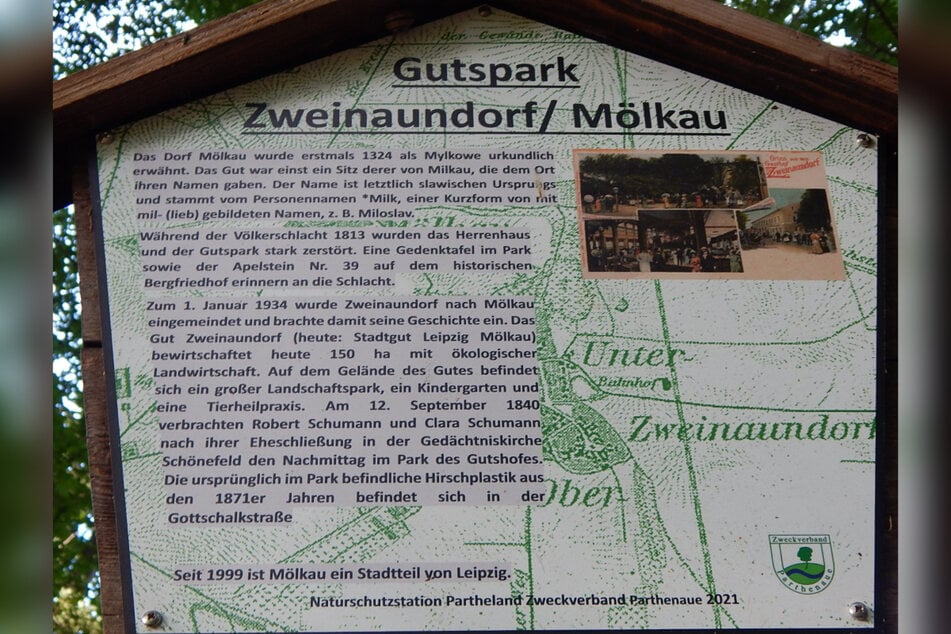 der Gewände
Gutspark
Zweinaundorf/ Mölkau
Das Dorf Mölkau wurde erstmals 1324 als Mylkowe urkundlich
erwähnt. Das Gut war einst ein Sitz derer von Milkau, die dem Ort
ihren Namen gaben. Der Name ist letztlich slawischen Ursprungs
und stammt vom Personennamen *Milk, einer Kurzform von mit
mil- (lieb) gebildeten Namen, z. B. Miloslav.
Während der Völkerschlacht 1813 wurden das Herrenhaus
und der Gutspark stark zerstört. Eine Gedenktafel im Park
sowie der Apelstein Nr. 39 auf dem historischen
Bergfriedhof erinnern an die Schlacht.
Zum 1. Januar 1934 wurde Zweinaundorf nach Mölkau
eingemeindet und brachte damit seine Geschichte ein. Das
Gut Zweinaundorf (heute: Stadtgut Leipzig Mölkau)
bewirtschaftet heute 150 ha mit ökologischer
Landwirtschaft. Auf dem Gelände des Gutes befindet
sich ein großer Landschaftspark, ein Kindergarten und
eine Tierheilpraxis. Am 12. September 1840
verbrachten Robert Schumann und Clara Schumann
nach ihrer Eheschließung in der Gedächtniskirche
Schönefeld den Nachmittag im Park des Gutshofes.
Die ursprünglich im Park befindliche Hirschplastik aus
den 1871er Jahren befindet sich in der
Gottschalkstraße
Seit 1999 ist Mölkau ein Stadtteil von Leipzig.
Naturschutzstation Partheland Zweckverband Parthenaue 2021
Gruss aus dem
Gasthof
Zweinaundorf
Unter-
Bahnhof
Zweinaundorf
Ober-
Zweckverband
Parthenaue